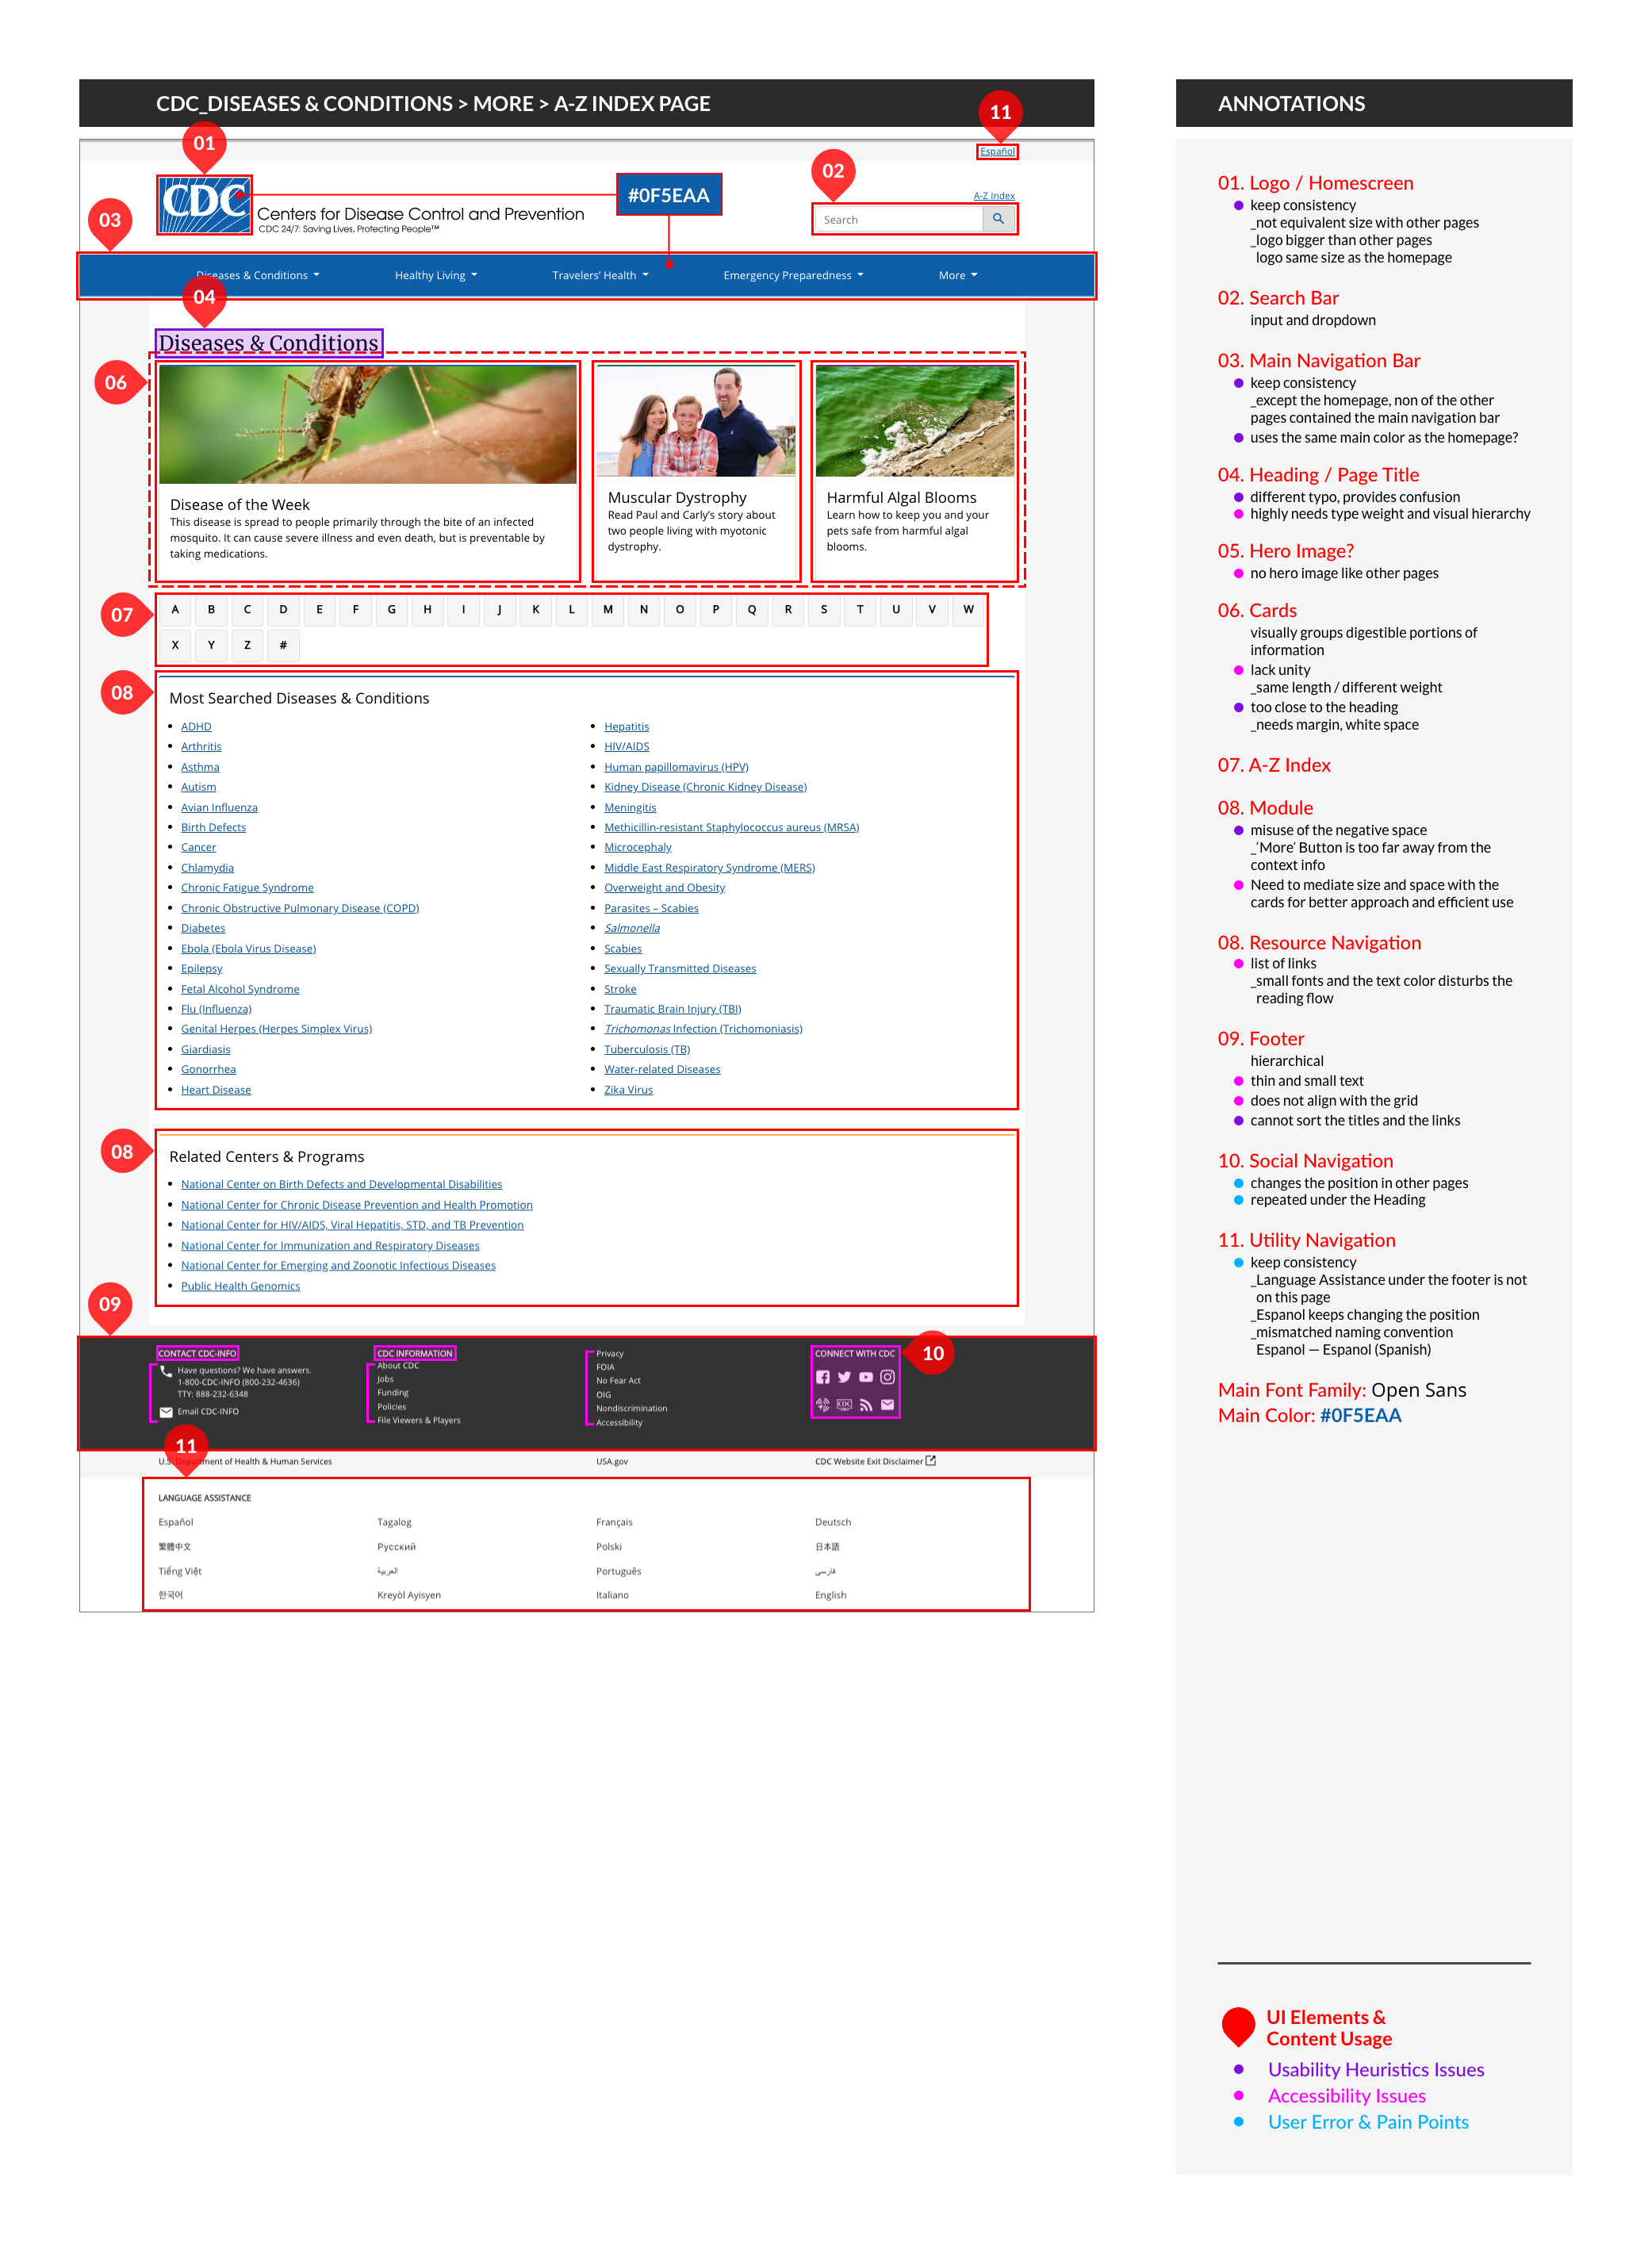 CDC_DISEASES & CONDITIONS > MORE > A-Z INDEX PAGE
11
Español
01
02
CDC
Centers for Disease Control and Prevention
CDC 24/7: Saving Lives, Protecting People™
#0F5EAA
A-Z Index
Search
03
Diseases & Conditions
Healthy Living
Travelers' Health
Emergency Preparedness
More
04
Diseases & Conditions
06
Disease of the Week
This disease is spread to people primarily through the bite of an infected
mosquito. It can cause severe illness and even death, but is preventable by
taking medications.
Muscular Dystrophy
Read Paul and Carly's story about
two people living with myotonic
dystrophy.
Harmful Algal Blooms
Learn how to keep you and your
pets safe from harmful algal
blooms.
07
A B C D E F G H I J K L M N O P Q R S T U V W
X Y Z #
08
Most Searched Diseases & Conditions
ADHD
Arthritis
Asthma
Autism
Avian Influenza
Birth Defects
Cancer
Chlamydia
Chronic Fatigue Syndrome
Chronic Obstructive Pulmonary Disease (COPD)
Diabetes
Ebola (Ebola Virus Disease)
Epilepsy
Fetal Alcohol Syndrome
Flu (Influenza)
Genital Herpes (Herpes Simplex Virus)
Giardiasis
Gonorrhea
Heart Disease
Hepatitis
HIV/AIDS
Human papillomavirus (HPV)
Kidney Disease (Chronic Kidney Disease)
Meningitis
Methicillin-resistant Staphylococcus aureus (MRSA)
Microcephaly
Middle East Respiratory Syndrome (MERS)
Overweight and Obesity
Parasites – Scabies
Salmonella
Scabies
Sexually Transmitted Diseases
Stroke
Traumatic Brain Injury (TBI)
Trichomonas Infection (Trichomoniasis)
Tuberculosis (TB)
Water-related Diseases
Zika Virus
08
Related Centers & Programs
National Center on Birth Defects and Developmental Disabilities
National Center for Chronic Disease Prevention and Health Promotion
National Center for HIV/AIDS, Viral Hepatitis, STD, and TB Prevention
National Center for Immunization and Respiratory Diseases
National Center for Emerging and Zoonotic Infectious Diseases
Public Health Genomics
09
CONTACT CDC-INFO
Have questions? We have answers.
1-800-CDC-INFO (800-232-4636)
TTY: 888-232-6348
Email CDC-INFO
CDC INFORMATION
About CDC
Jobs
Funding
Policies
File Viewers & Players
Privacy
FOIA
No Fear Act
OIG
Nondiscrimination
Accessibility
CONNECT WITH CDC
10
11
U.S. Department of Health & Human Services
USA.gov
CDC Website Exit Disclaimer
LANGUAGE ASSISTANCE
Español
Tagalog
Français
Deutsch
繁體中文
Русский
Polski
日本語
Tiếng Việt
العربية
Português
فارسی
한국어
Kreyòl Ayisyen
Italiano
English
ANNOTATIONS
01. Logo / Homescreen
keep consistency
_not equivalent size with other pages
_logo bigger than other pages
logo same size as the homepage
02. Search Bar
input and dropdown
03. Main Navigation Bar
keep consistency
_except the homepage, non of the other
pages contained the main navigation bar
uses the same main color as the homepage?
04. Heading / Page Title
different typo, provides confusion
highly needs type weight and visual hierarchy
05. Hero Image?
no hero image like other pages
06. Cards
visually groups digestible portions of
information
lack unity
_same length / different weight
too close to the heading
_needs margin, white space
07. A-Z Index
08. Module
misuse of the negative space
_'More' Button is too far away from the
context info
Need to mediate size and space with the
cards for better approach and efficient use
08. Resource Navigation
list of links
_small fonts and the text color disturbs the
reading flow
09. Footer
hierarchical
thin and small text
does not align with the grid
cannot sort the titles and the links
10. Social Navigation
changes the position in other pages
repeated under the Heading
11. Utility Navigation
keep consistency
_Language Assistance under the footer is not
on this page
_Espanol keeps changing the position
_mismatched naming convention
Espanol — Espanol (Spanish)
Main Font Family: Open Sans
Main Color: #0F5EAA
UI Elements &
Content Usage
Usability Heuristics Issues
Accessibility Issues
User Error & Pain Points